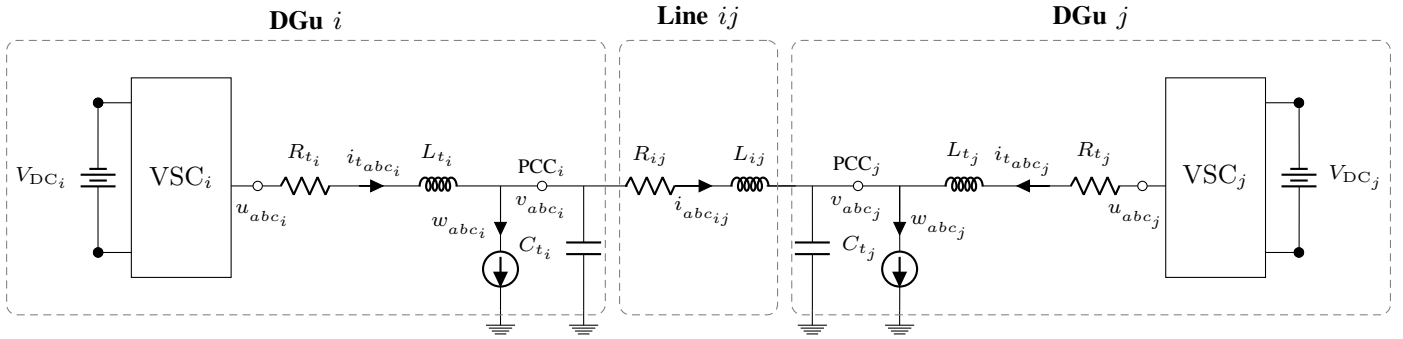 DGu i
Line ij
DGu j
V_DC_i
VSC_i
R_t_i
i_t_abc_i
L_t_i
PCC_i
u_abc_i
w_abc_i
v_abc_i
C_t_i
R_ij
L_ij
i_abc_ij
PCC_j
L_t_j
i_t_abc_j
R_t_j
v_abc_j
w_abc_j
u_abc_j
C_t_j
VSC_j
V_DC_j